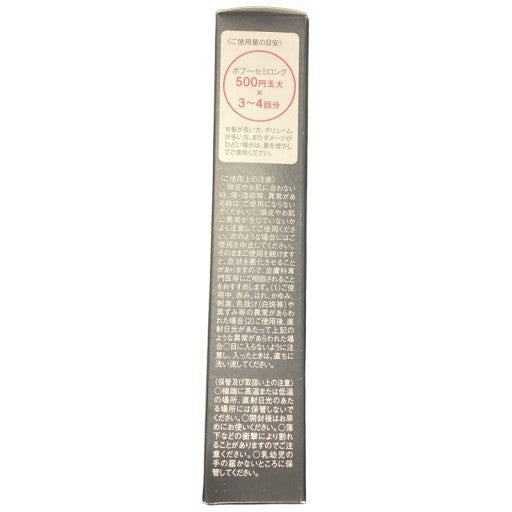 〈ご使用量の目安〉
ボブ〜セミロング
500円玉大
×
3〜4回分
※髪が長い方、ボリューム
が多い方、またダメージが
ひどい場合は、量を増やし
てご使用ください。
〈ご使用上の注意〉
○頭皮やお肌に合わない
時、傷・湿疹等、異常があ
る時は、ご使用にならない
でください。○頭皮やお肌
に異常が生じていないか
よく注意してご使用ください。
次のような場合にはご
使用を中止してください。
そのままご使用を続けます
と、症状を悪化させること
がありますので、皮膚科専
門医等にご相談されること
をおすすめします。(1)ご使
用中、赤み、はれ、かゆみ、
刺激、色抜け(白斑等)や
黒ずみ等の異常があらわ
れた場合(2)ご使用後、直
射日光があたって上記の
ような異常があらわれた場
合○目に入らないように注
意し、入ったときは、直ちに
洗い流してください。
〈保管及び取扱い上の注意〉
○極端に高温または低温
の場所、直射日光のあた
る場所には保管しないで
ください。○開封後はお早
めにお使いください。○落
下などの衝撃により割れ
ることがありますのでご注
意ください。○乳幼児の
手の届かないところに保
管してください。